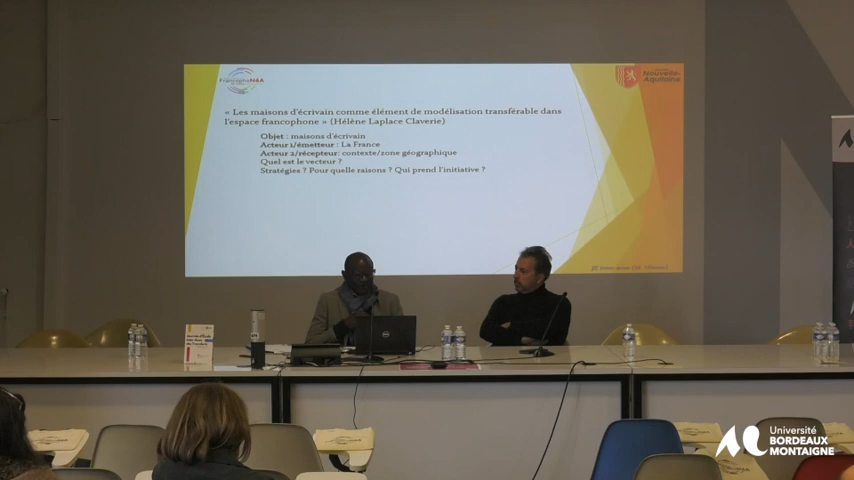 FrancophoNéA
Nouvelle-
Aquitaine
« Les maisons d'écrivain comme élément de modélisation transférable dans
l'espace francophone » (Hélène Laplace Claverie)
Objet : maisons d'écrivain
Acteur 1/émetteur : La France
Acteur 2/récepteur: contexte/zone géographique
Quel est le vecteur ?
Stratégies ? Pour quelle raisons ? Qui prend l'initiative ?
DELL
Université
BORDEAUX
MONTAIGNE